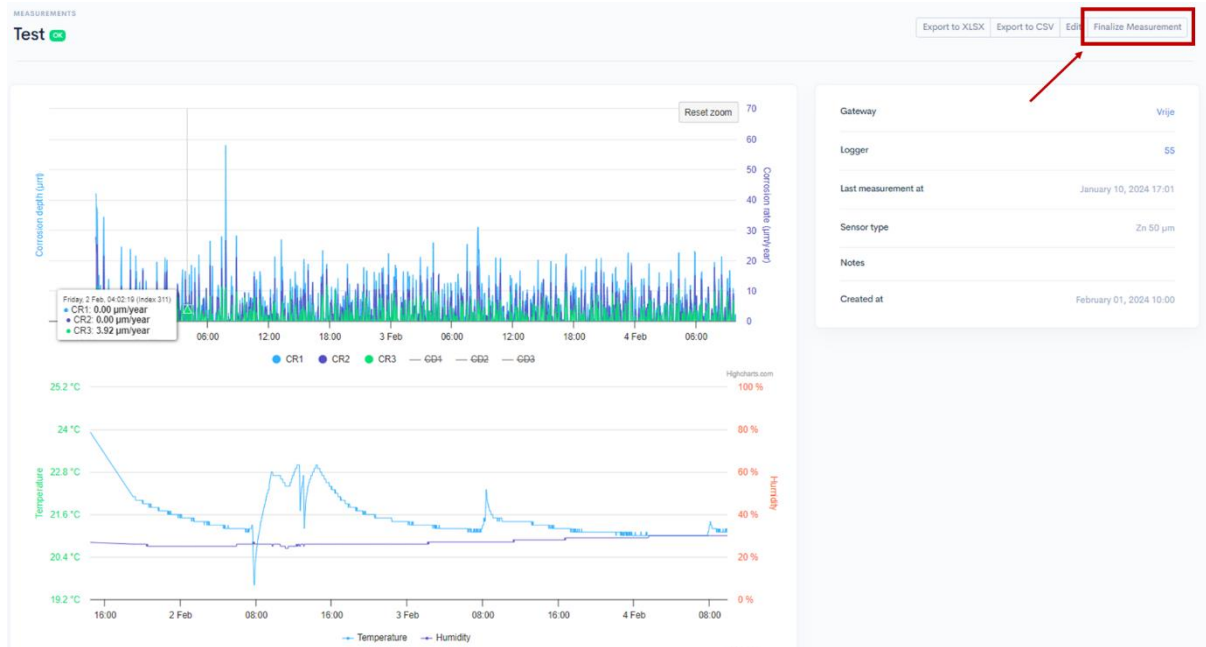 MEASUREMENTS
Test OK
Export to XLSX Export to CSV Edit Finalize Measurement
Reset zoom
70
60
50
40
30
20
10
0
Corrosion depth (µm)
Corrosion rate (µm/year)
Friday, 2 Feb, 04:02:19 (index 311)
CR1: 0.00 µm/year
CR2: 0.00 µm/year
CR3: 3.92 µm/year
06:00 12:00 18:00 3 Feb 06:00 12:00 18:00 4 Feb 06:00
CR1 CR2 CR3 CD1 CD2 CD3
Highcharts.com
25.2 °C 100 %
24 °C 80 %
22.8 °C 60 %
21.6 °C 40 %
20.4 °C 20 %
19.2 °C 0 %
Temperature
Humidity
16:00 2 Feb 08:00 16:00 3 Feb 08:00 16:00 4 Feb 08:00
Temperature Humidity
Gateway Vrije
Logger 55
Last measurement at January 10, 2024 17:01
Sensor type Zn 50 µm
Notes
Created at February 01, 2024 10:00